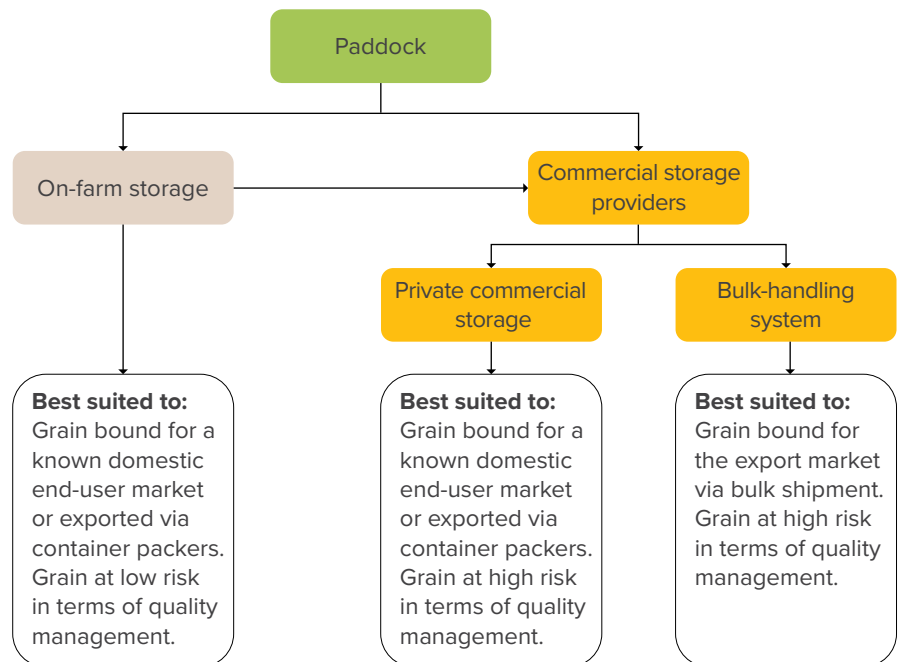 Paddock
On-farm storage
Commercial storage
providers
Private commercial
storage
Bulk-handling
system
Best suited to:
Grain bound for a
known domestic
end-user market
or exported via
container packers.
Grain at low risk
in terms of quality
management.
Best suited to:
Grain bound for a
known domestic
end-user market
or exported via
container packers.
Grain at high risk
in terms of quality
management.
Best suited to:
Grain bound for
the export market
via bulk shipment.
Grain at high risk
in terms of quality
management.